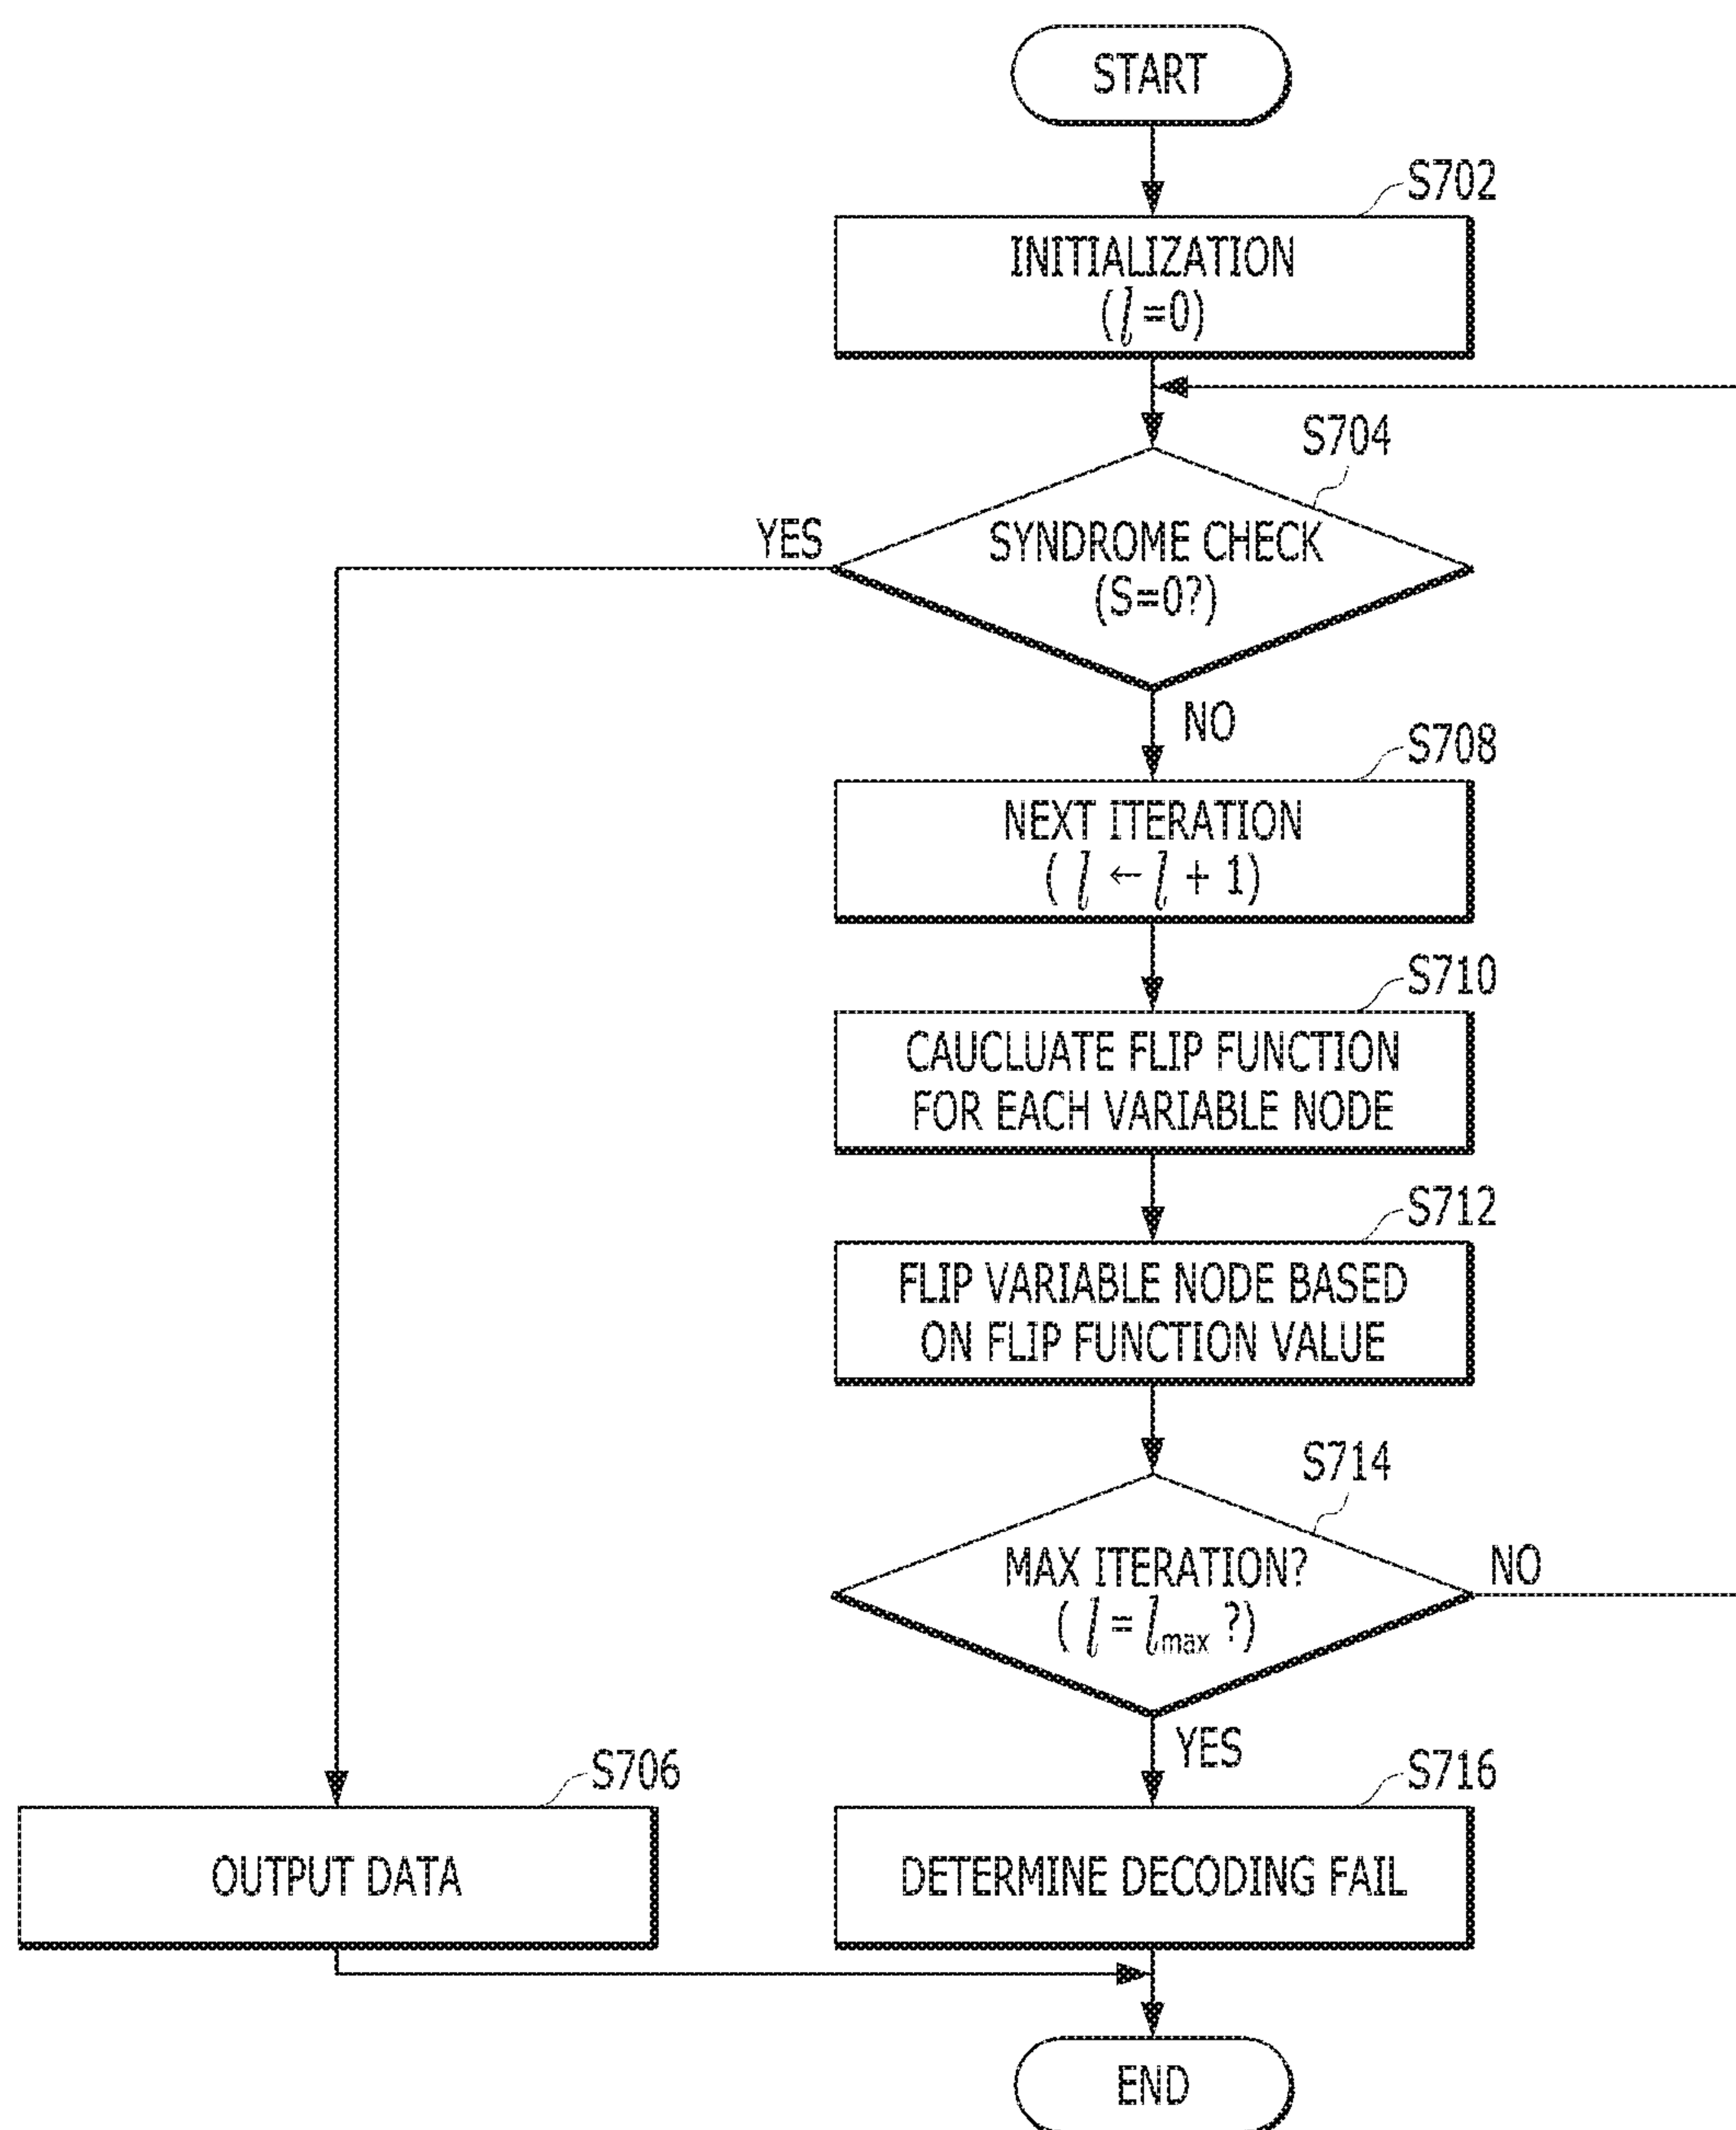 START
S702
INITIALIZATION
(l=0)
S704
YES
SYNDROME CHECK
(S=0?)
NO
S708
NEXT ITERATION
(l ← l + 1)
S710
CAUCLUATE FLIP FUNCTION
FOR EACH VARIABLE NODE
S712
FLIP VARIABLE NODE BASED
ON FLIP FUNCTION VALUE
S714
MAX ITERATION?
(l = lmax ?)
NO
YES
S706
S716
OUTPUT DATA
DETERMINE DECODING FAIL
END